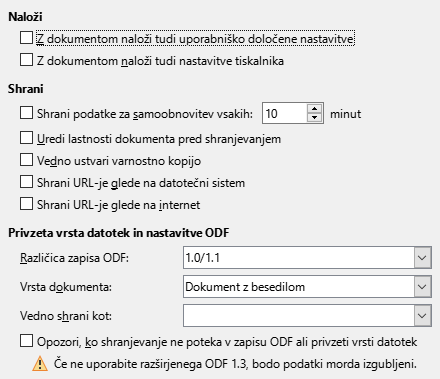 Naloži
Z dokumentom naloži tudi uporabniško določene nastavitve
Z dokumentom naloži tudi nastavitve tiskalnika
Shrani
Shrani podatke za samoobnovitev vsakih: 10 minut
Uredi lastnosti dokumenta pred shranjevanjem
Vedno ustvari varnostno kopijo
Shrani URL-je glede na datotečni sistem
Shrani URL-je glede na internet
Privzeta vrsta datotek in nastavitve ODF
Različica zapisa ODF: 1.0/1.1
Vrsta dokumenta: Dokument z besedilom
Vedno shrani kot:
Opozori, ko shranjevanje ne poteka v zapisu ODF ali privzeti vrsti datotek
Če ne uporabite razširjenega ODF 1.3, bodo podatki morda izgubljeni.